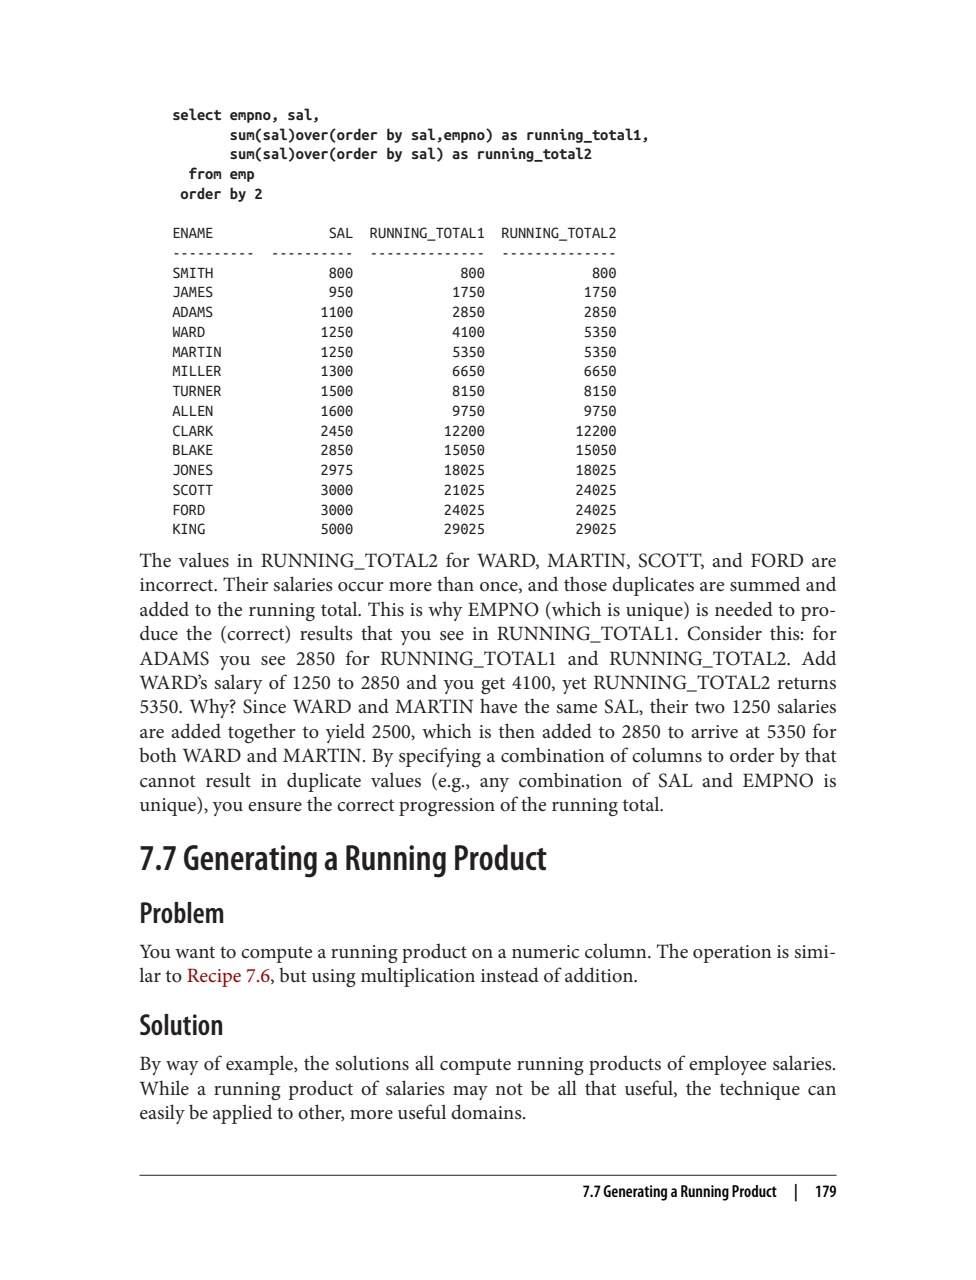 select empno, sal,
       sum(sal)over(order by sal,empno) as running_total1,
       sum(sal)over(order by sal) as running_total2
  from emp
 order by 2
ENAME              SAL  RUNNING_TOTAL1  RUNNING_TOTAL2
----------  ----------  --------------  --------------
SMITH              800             800             800
JAMES              950            1750            1750
ADAMS             1100            2850            2850
WARD              1250            4100            5350
MARTIN            1250            5350            5350
MILLER            1300            6650            6650
TURNER            1500            8150            8150
ALLEN             1600            9750            9750
CLARK             2450           12200           12200
BLAKE             2850           15050           15050
JONES             2975           18025           18025
SCOTT             3000           21025           24025
FORD              3000           24025           24025
KING              5000           29025           29025
The values in RUNNING_TOTAL2 for WARD, MARTIN, SCOTT, and FORD are
incorrect. Their salaries occur more than once, and those duplicates are summed and
added to the running total. This is why EMPNO (which is unique) is needed to pro-
duce the (correct) results that you see in RUNNING_TOTAL1. Consider this: for
ADAMS you see 2850 for RUNNING_TOTAL1 and RUNNING_TOTAL2. Add
WARD’s salary of 1250 to 2850 and you get 4100, yet RUNNING_TOTAL2 returns
5350. Why? Since WARD and MARTIN have the same SAL, their two 1250 salaries
are added together to yield 2500, which is then added to 2850 to arrive at 5350 for
both WARD and MARTIN. By specifying a combination of columns to order by that
cannot result in duplicate values (e.g., any combination of SAL and EMPNO is
unique), you ensure the correct progression of the running total.
7.7 Generating a Running Product
Problem
You want to compute a running product on a numeric column. The operation is simi-
lar to Recipe 7.6, but using multiplication instead of addition.
Solution
By way of example, the solutions all compute running products of employee salaries.
While a running product of salaries may not be all that useful, the technique can
easily be applied to other, more useful domains.
7.7 Generating a Running Product | 179